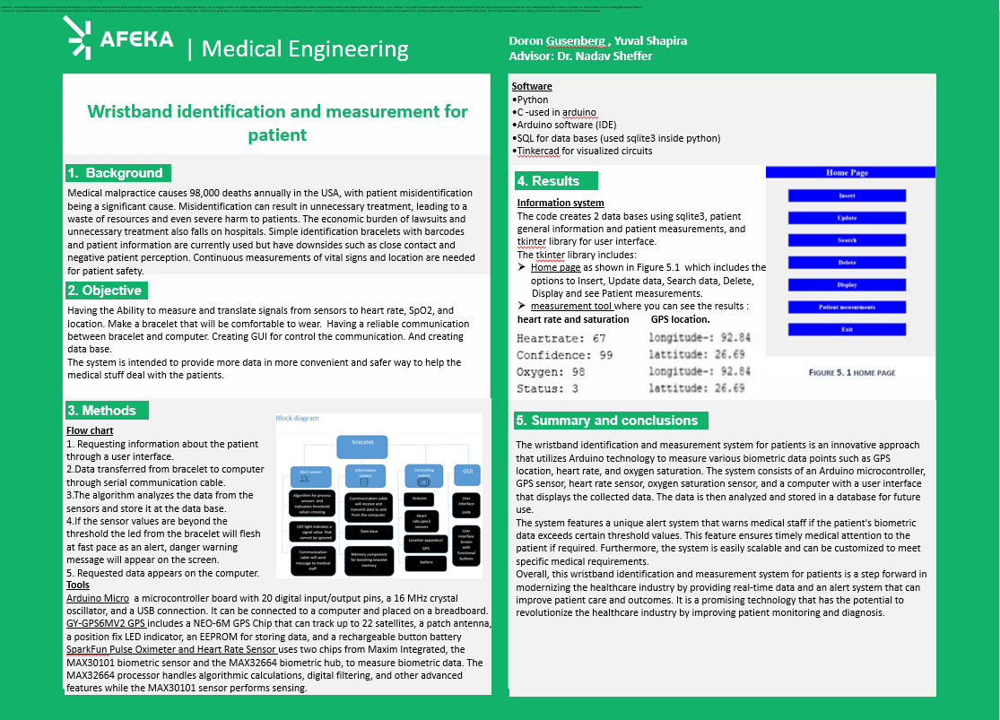 AFEKA | Medical Engineering
Doron Gusenberg , Yuval Shapira
Advisor: Dr. Nadav Sheffer
Wristband identification and measurement for
patient
1. Background
Medical malpractice causes 98,000 deaths annually in the USA, with patient misidentification
being a significant cause. Misidentification can result in unnecessary treatment, leading to a
waste of resources and even severe harm to patients. The economic burden of lawsuits and
unnecessary treatment also falls on hospitals. Simple identification bracelets with barcodes
and patient information are currently used but have downsides such as close contact and
negative patient perception. Continuous measurements of vital signs and location are needed
for patient safety.
2. Objective
Having the Ability to measure and translate signals from sensors to heart rate, SpO2, and
location. Make a bracelet that will be comfortable to wear.  Having a reliable communication
between bracelet and computer. Creating GUI for control the communication. And creating
data base.
The system is intended to provide more data in more convenient and safer way to help the
medical stuff deal with the patients.
3. Methods
Flow chart
1. Requesting information about the patient
through a user interface.
2.Data transferred from bracelet to computer
through serial communication cable.
3.The algorithm analyzes the data from the
sensors and store it at the data base.
4.If the sensor values are beyond the
threshold the led from the bracelet will flesh
at fast pace as an alert, danger warning
message will appear on the screen.
5. Requested data appears on the computer.
Block diagram
bracelet
Alert system
Information
system
Controlling
system
GUI
Algorithm for process
sensors and
indication threshold
values crossing
Communication cable
will receive and
transmit data to and
from the computer.
Arduino
User
interface
code
LED light indicates a
signal value that
cannot be ignored
Data base
Heart
rate,spo2
sensors
User
interface
Screen
with
functional
buttons
Communication
cable will send
message to medical
staff
Memory component
for boosting bracelet
memory
Location apparatus/
GPS
battery
Tools
Arduino Micro  a microcontroller board with 20 digital input/output pins, a 16 MHz crystal
oscillator, and a USB connection. It can be connected to a computer and placed on a breadboard.
GY-GPS6MV2 GPS includes a NEO-6M GPS Chip that can track up to 22 satellites, a patch antenna,
a position fix LED indicator, an EEPROM for storing data, and a rechargeable button battery
SparkFun Pulse Oximeter and Heart Rate Sensor uses two chips from Maxim Integrated, the
MAX30101 biometric sensor and the MAX32664 biometric hub, to measure biometric data. The
MAX32664 processor handles algorithmic calculations, digital filtering, and other advanced
features while the MAX30101 sensor performs sensing.
Software
•Python
•C -used in arduino
•Arduino software (IDE)
•SQL for data bases (used sqlite3 inside python)
•Tinkercad for visualized circuits
4. Results
Information system
The code creates 2 data bases using sqlite3, patient
general information and patient measurements, and
tkinter library for user interface.
The tkinter library includes:
➢ Home page as shown in Figure 5.1  which includes the
options to Insert, Update data, Search data, Delete,
Display and see Patient measurements.
➢ measurement tool where you can see the results :
heart rate and saturation GPS location.
Heartrate: 67 longitude-: 92.84
Confidence: 99 lattitude: 26.69
Oxygen: 98 longitude-: 92.84
Status: 3 lattitude: 26.69
Home Page
Insert
Update
Search
Delete
Display
Patient measurments
Exit
FIGURE 5. 1 HOME PAGE
5. Summary and conclusions
The wristband identification and measurement system for patients is an innovative approach
that utilizes Arduino technology to measure various biometric data points such as GPS
location, heart rate, and oxygen saturation. The system consists of an Arduino microcontroller,
GPS sensor, heart rate sensor, oxygen saturation sensor, and a computer with a user interface
that displays the collected data. The data is then analyzed and stored in a database for future
use.
The system features a unique alert system that warns medical staff if the patient's biometric
data exceeds certain threshold values. This feature ensures timely medical attention to the
patient if required. Furthermore, the system is easily scalable and can be customized to meet
specific medical requirements.
Overall, this wristband identification and measurement system for patients is a step forward in
modernizing the healthcare industry by providing real-time data and an alert system that can
improve patient care and outcomes. It is a promising technology that has the potential to
revolutionize the healthcare industry by improving patient monitoring and diagnosis.